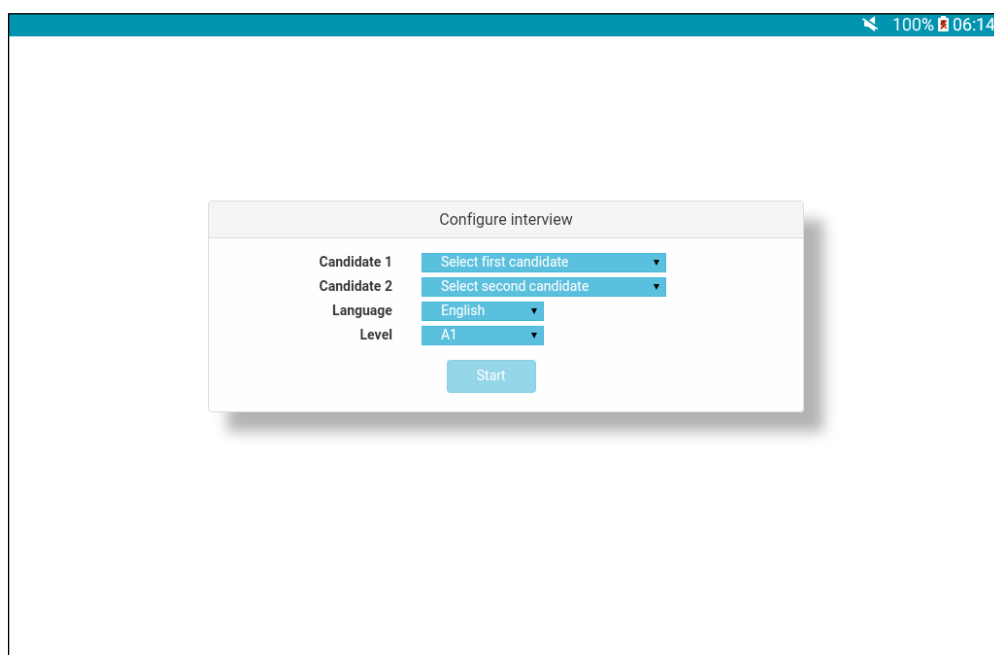 100% 06:14
Configure interview
Candidate 1 Select first candidate
Candidate 2 Select second candidate
Language English
Level A1
Start